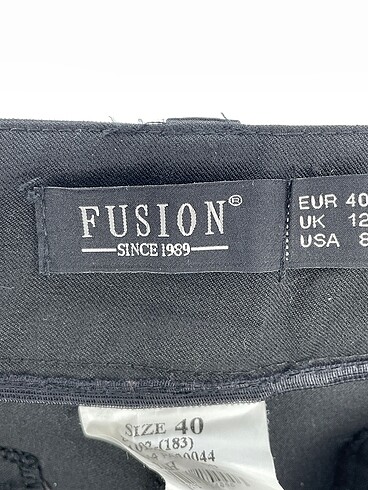 FUSION®
SINCE 1989
EUR 40
UK 12
USA 8
SIZE 40
(183)